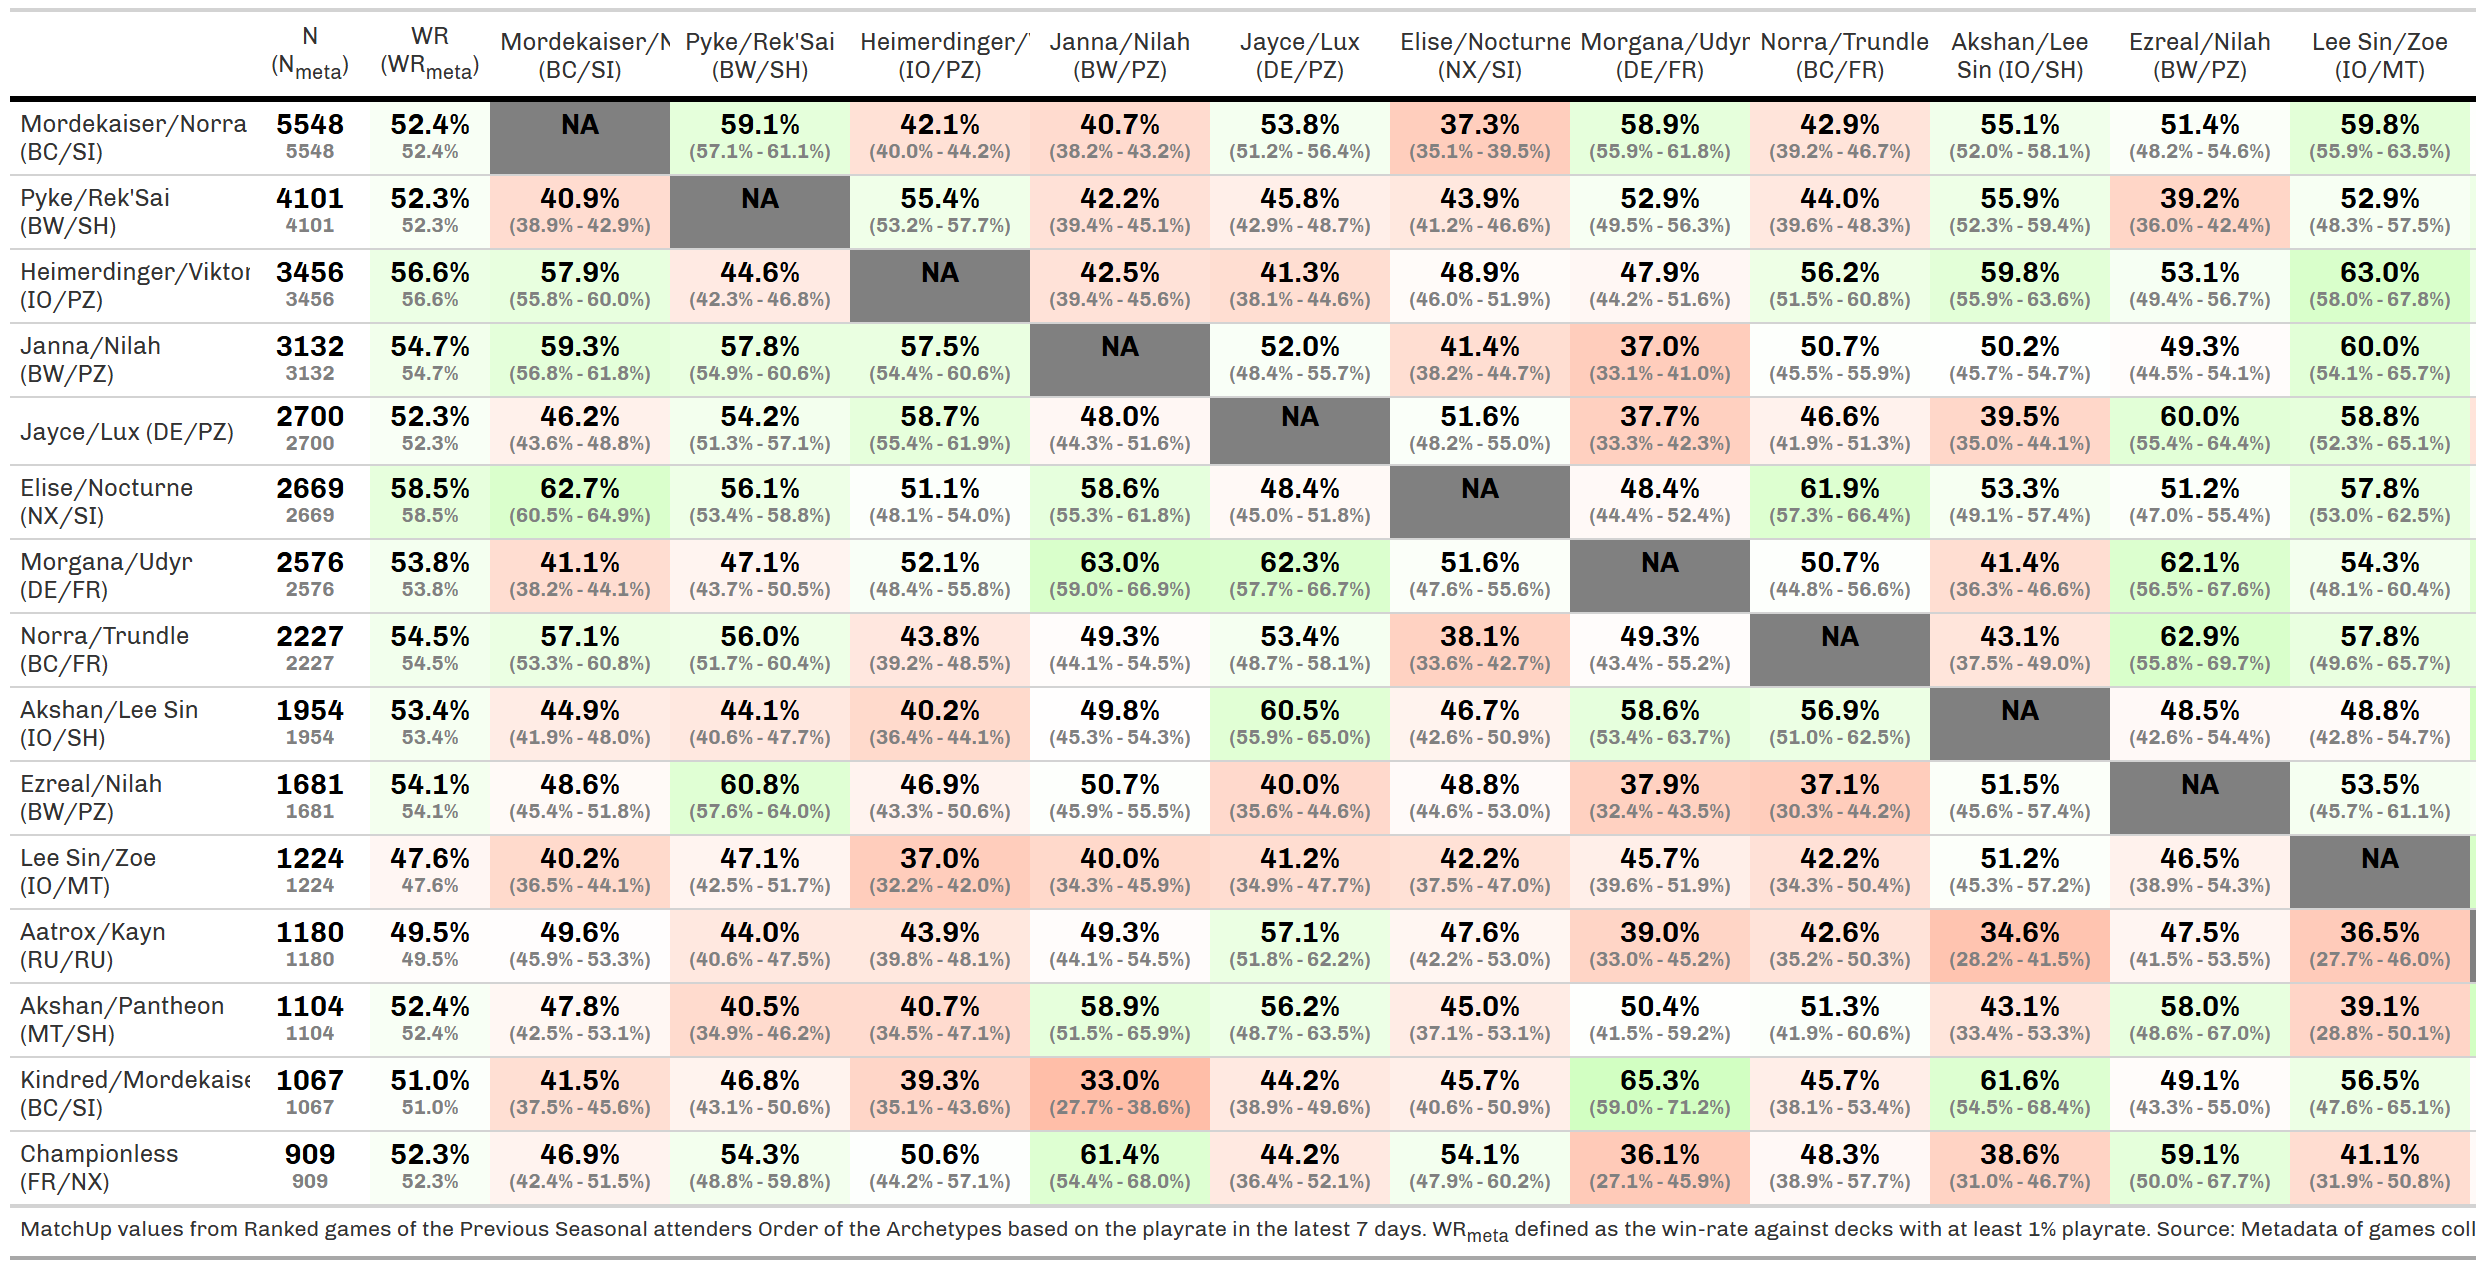 N WR Mordekaiser/N Pyke/Rek'Sai Heimerdinger/ Janna/Nilah Jayce/Lux Elise/Nocturne Morgana/Udyr Norra/Trundle Akshan/Lee Ezreal/Nilah Lee Sin/Zoe
(Nmeta) (WRmeta) (BC/SI) (BW/SH) (IO/PZ) (BW/PZ) (DE/PZ) (NX/SI) (DE/FR) (BC/FR) Sin (IO/SH) (BW/PZ) (IO/MT)
Mordekaiser/Norra 5548 52.4% NA 59.1% 42.1% 40.7% 53.8% 37.3% 58.9% 42.9% 55.1% 51.4% 59.8%
(BC/SI) 5548 52.4% (57.1% - 61.1%) (40.0% - 44.2%) (38.2% - 43.2%) (51.2% - 56.4%) (35.1% - 39.5%) (55.9% - 61.8%) (39.2% - 46.7%) (52.0% - 58.1%) (48.2% - 54.6%) (55.9% - 63.5%)
Pyke/Rek'Sai 4101 52.3% 40.9% NA 55.4% 42.2% 45.8% 43.9% 52.9% 44.0% 55.9% 39.2% 52.9%
(BW/SH) 4101 52.3% (38.9% - 42.9%) (53.2% - 57.7%) (39.4% - 45.1%) (42.9% - 48.7%) (41.2% - 46.6%) (49.5% - 56.3%) (39.6% - 48.3%) (52.3% - 59.4%) (36.0% - 42.4%) (48.3% - 57.5%)
Heimerdinger/Viktor 3456 56.6% 57.9% 44.6% NA 42.5% 41.3% 48.9% 47.9% 56.2% 59.8% 53.1% 63.0%
(IO/PZ) 3456 56.6% (55.8% - 60.0%) (42.3% - 46.8%) (39.4% - 45.6%) (38.1% - 44.6%) (46.0% - 51.9%) (44.2% - 51.6%) (51.5% - 60.8%) (55.9% - 63.6%) (49.4% - 56.7%) (58.0% - 67.8%)
Janna/Nilah 3132 54.7% 59.3% 57.8% 57.5% NA 52.0% 41.4% 37.0% 50.7% 50.2% 49.3% 60.0%
(BW/PZ) 3132 54.7% (56.8% - 61.8%) (54.9% - 60.6%) (54.4% - 60.6%) (48.4% - 55.7%) (38.2% - 44.7%) (33.1% - 41.0%) (45.5% - 55.9%) (45.7% - 54.7%) (44.5% - 54.1%) (54.1% - 65.7%)
Jayce/Lux (DE/PZ) 2700 52.3% 46.2% 54.2% 58.7% 48.0% NA 51.6% 37.7% 46.6% 39.5% 60.0% 58.8%
2700 52.3% (43.6% - 48.8%) (51.3% - 57.1%) (55.4% - 61.9%) (44.3% - 51.6%) (48.2% - 55.0%) (33.3% - 42.3%) (41.9% - 51.3%) (35.0% - 44.1%) (55.4% - 64.4%) (52.3% - 65.1%)
Elise/Nocturne 2669 58.5% 62.7% 56.1% 51.1% 58.6% 48.4% NA 48.4% 61.9% 53.3% 51.2% 57.8%
(NX/SI) 2669 58.5% (60.5% - 64.9%) (53.4% - 58.8%) (48.1% - 54.0%) (55.3% - 61.8%) (45.0% - 51.8%) (44.4% - 52.4%) (57.3% - 66.4%) (49.1% - 57.4%) (47.0% - 55.4%) (53.0% - 62.5%)
Morgana/Udyr 2576 53.8% 41.1% 47.1% 52.1% 63.0% 62.3% 51.6% NA 50.7% 41.4% 62.1% 54.3%
(DE/FR) 2576 53.8% (38.2% - 44.1%) (43.7% - 50.5%) (48.4% - 55.8%) (59.0% - 66.9%) (57.7% - 66.7%) (47.6% - 55.6%) (44.8% - 56.6%) (36.3% - 46.6%) (56.5% - 67.6%) (48.1% - 60.4%)
Norra/Trundle 2227 54.5% 57.1% 56.0% 43.8% 49.3% 53.4% 38.1% 49.3% NA 43.1% 62.9% 57.8%
(BC/FR) 2227 54.5% (53.3% - 60.8%) (51.7% - 60.4%) (39.2% - 48.5%) (44.1% - 54.5%) (48.7% - 58.1%) (33.6% - 42.7%) (43.4% - 55.2%) (37.5% - 49.0%) (55.8% - 69.7%) (49.6% - 65.7%)
Akshan/Lee Sin 1954 53.4% 44.9% 44.1% 40.2% 49.8% 60.5% 46.7% 58.6% 56.9% NA 48.5% 48.8%
(IO/SH) 1954 53.4% (41.9% - 48.0%) (40.6% - 47.7%) (36.4% - 44.1%) (45.3% - 54.3%) (55.9% - 65.0%) (42.6% - 50.9%) (53.4% - 63.7%) (51.0% - 62.5%) (42.6% - 54.4%) (42.8% - 54.7%)
Ezreal/Nilah 1681 54.1% 48.6% 60.8% 46.9% 50.7% 40.0% 48.8% 37.9% 37.1% 51.5% NA 53.5%
(BW/PZ) 1681 54.1% (45.4% - 51.8%) (57.6% - 64.0%) (43.3% - 50.6%) (45.9% - 55.5%) (35.6% - 44.6%) (44.6% - 53.0%) (32.4% - 43.5%) (30.3% - 44.2%) (45.6% - 57.4%) (45.7% - 61.1%)
Lee Sin/Zoe 1224 47.6% 40.2% 47.1% 37.0% 40.0% 41.2% 42.2% 45.7% 42.2% 51.2% 46.5% NA
(IO/MT) 1224 47.6% (36.5% - 44.1%) (42.5% - 51.7%) (32.2% - 42.0%) (34.3% - 45.9%) (34.9% - 47.7%) (37.5% - 47.0%) (39.6% - 51.9%) (34.3% - 50.4%) (45.3% - 57.2%) (38.9% - 54.3%)
Aatrox/Kayn 1180 49.5% 49.6% 44.0% 43.9% 49.3% 57.1% 47.6% 39.0% 42.6% 34.6% 47.5% 36.5%
(RU/RU) 1180 49.5% (45.9% - 53.3%) (40.6% - 47.5%) (39.8% - 48.1%) (44.1% - 54.5%) (51.8% - 62.2%) (42.2% - 53.0%) (33.0% - 45.2%) (35.2% - 50.3%) (28.2% - 41.5%) (41.5% - 53.5%) (27.7% - 46.0%)
Akshan/Pantheon 1104 52.4% 47.8% 40.5% 40.7% 58.9% 56.2% 45.0% 50.4% 51.3% 43.1% 58.0% 39.1%
(MT/SH) 1104 52.4% (42.5% - 53.1%) (34.9% - 46.2%) (34.5% - 47.1%) (51.5% - 65.9%) (48.7% - 63.5%) (37.1% - 53.1%) (41.5% - 59.2%) (41.9% - 60.6%) (33.4% - 53.3%) (48.6% - 67.0%) (28.8% - 50.1%)
Kindred/Mordekaise 1067 51.0% 41.5% 46.8% 39.3% 33.0% 44.2% 45.7% 65.3% 45.7% 61.6% 49.1% 56.5%
(BC/SI) 1067 51.0% (37.5% - 45.6%) (43.1% - 50.6%) (35.1% - 43.6%) (27.7% - 38.6%) (38.9% - 49.6%) (40.6% - 50.9%) (59.0% - 71.2%) (38.1% - 53.4%) (54.5% - 68.4%) (43.3% - 55.0%) (47.6% - 65.1%)
Championless 909 52.3% 46.9% 54.3% 50.6% 61.4% 44.2% 54.1% 36.1% 48.3% 38.6% 59.1% 41.1%
(FR/NX) 909 52.3% (42.4% - 51.5%) (48.8% - 59.8%) (44.2% - 57.1%) (54.4% - 68.0%) (36.4% - 52.1%) (47.9% - 60.2%) (27.1% - 45.9%) (38.9% - 57.7%) (31.0% - 46.7%) (50.0% - 67.7%) (31.9% - 50.8%)
MatchUp values from Ranked games of the Previous Seasonal attenders Order of the Archetypes based on the playrate in the latest 7 days. WRmeta defined as the win-rate against decks with at least 1% playrate. Source: Metadata of games coll